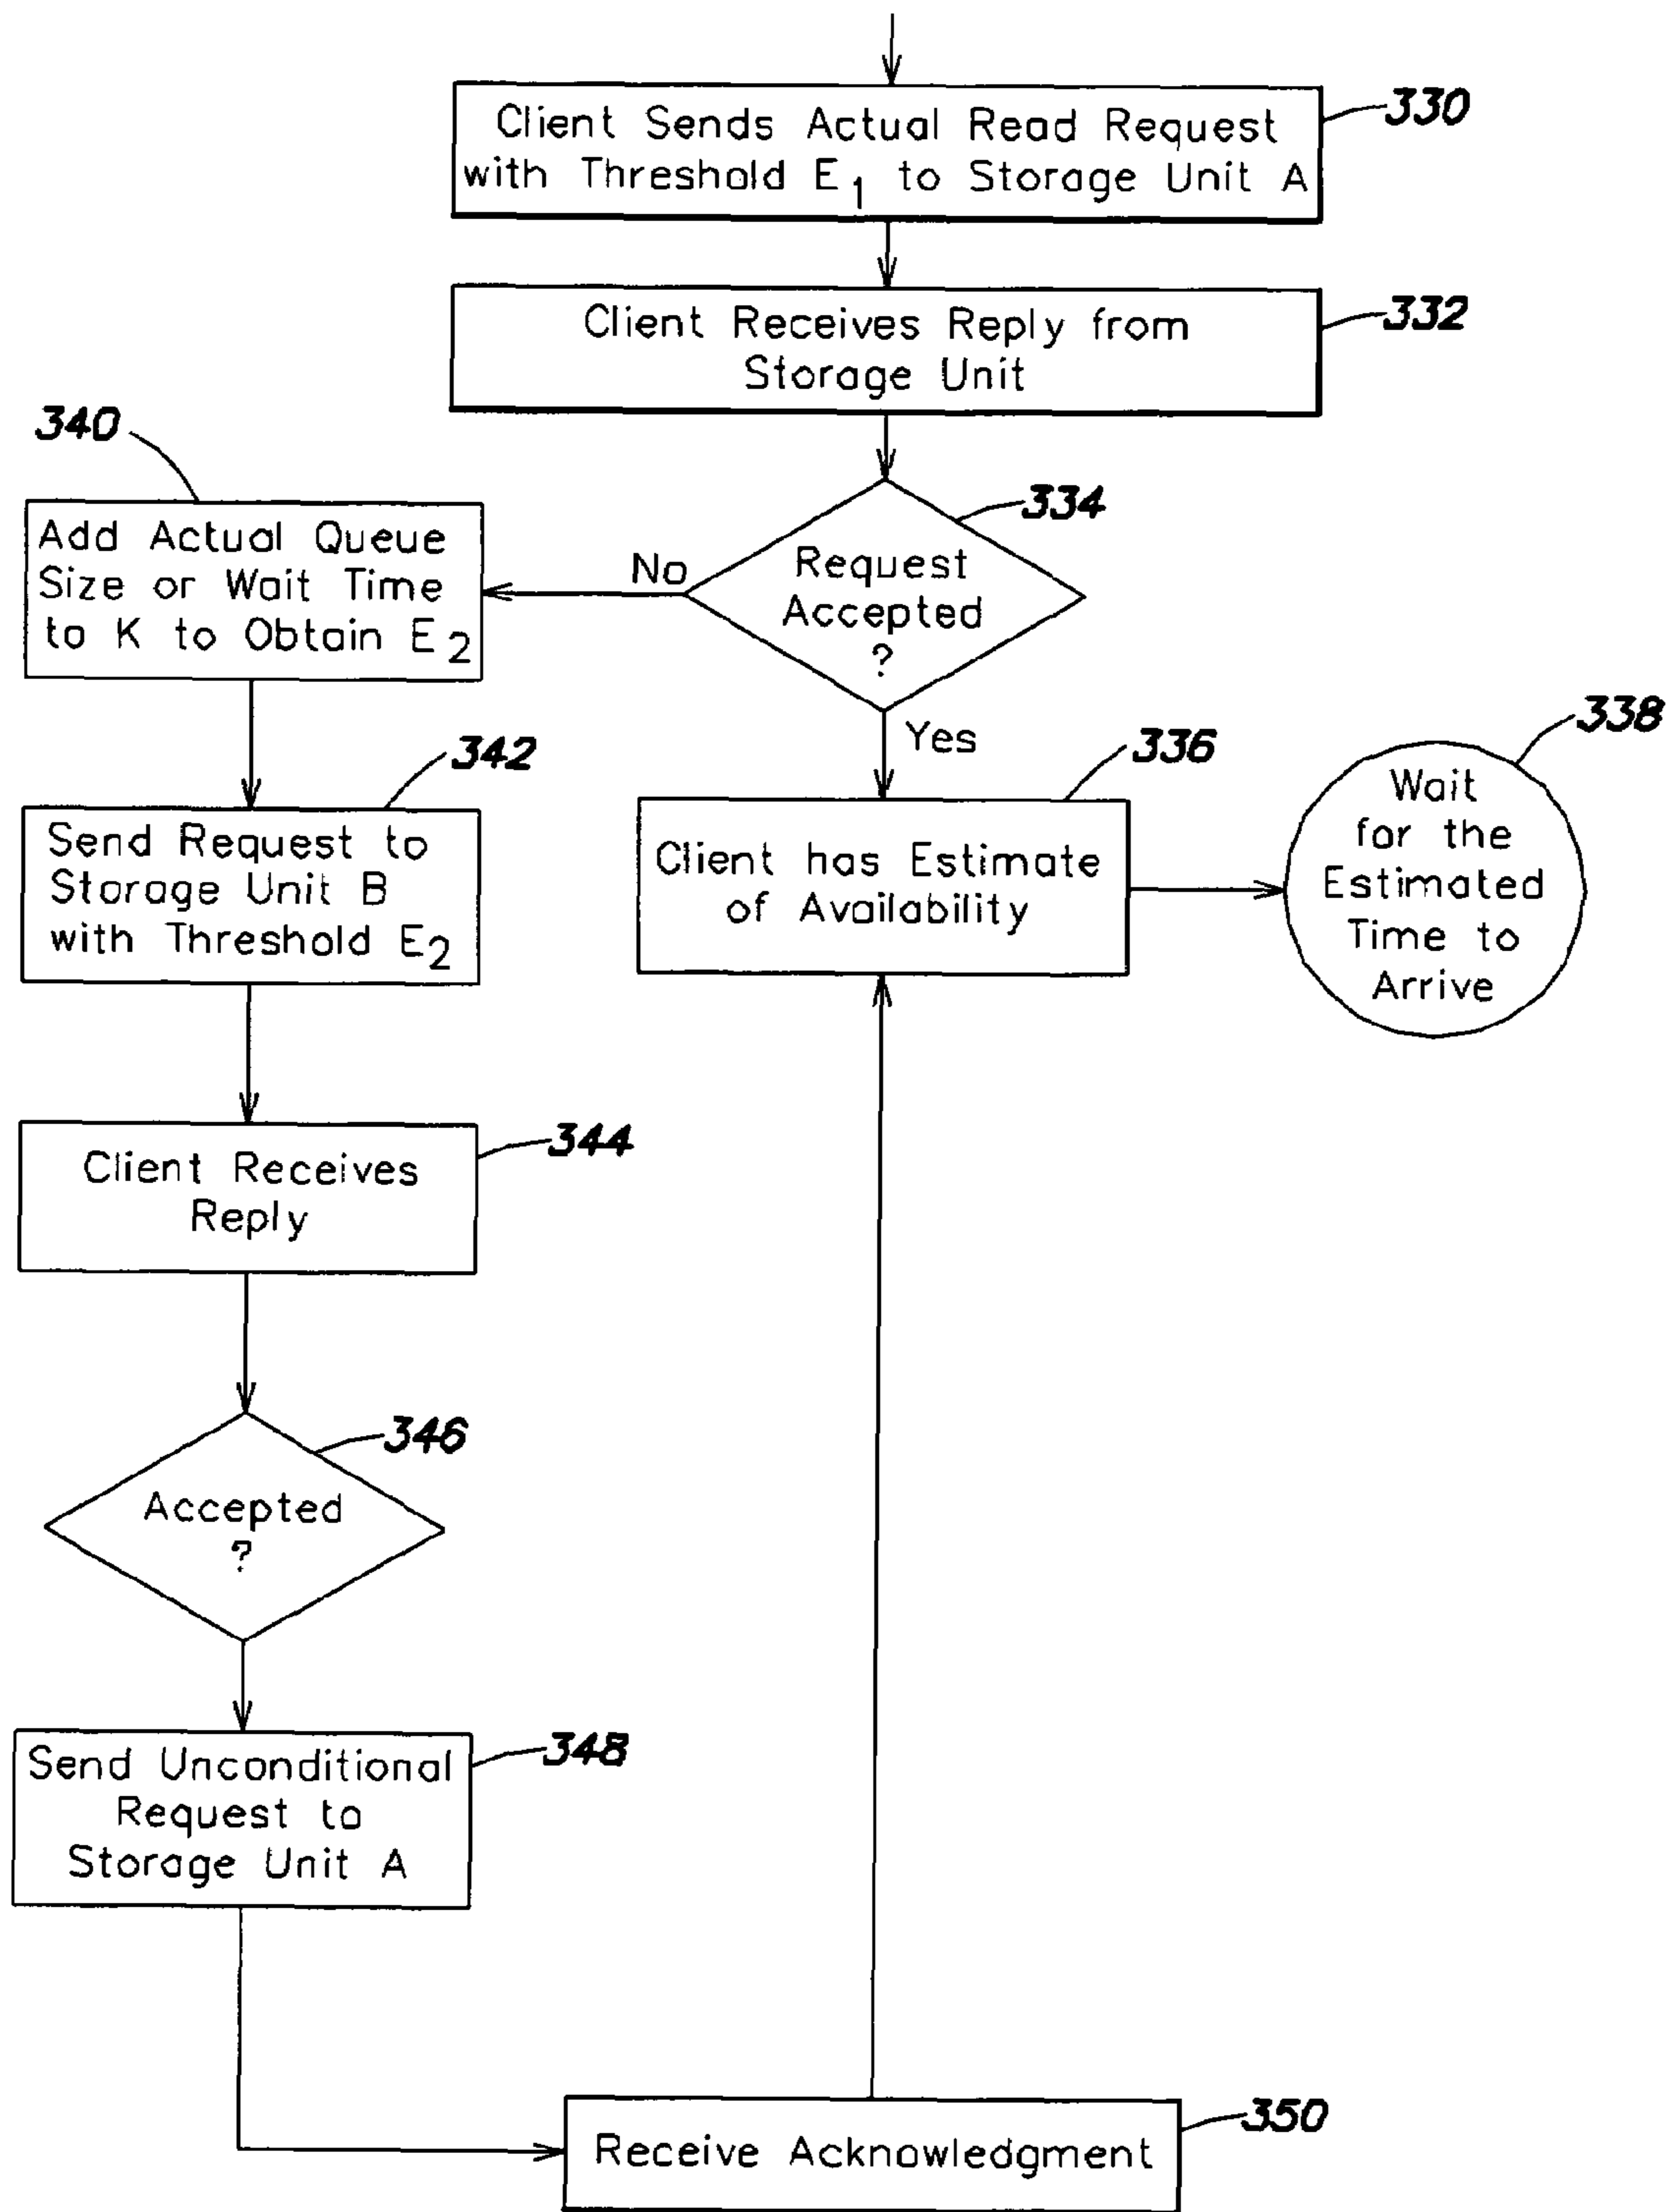 Client Sends Actual Read Request
with Threshold E1 to Storage Unit A
330
Client Receives Reply from
Storage Unit
332
334
Request
Accepted
?
No
Yes
340
Add Actual Queue
Size or Wait Time
to K to Obtain E2
336
Client has Estimate
of Availability
338
Wait
for the
Estimated
Time to
Arrive
342
Send Request to
Storage Unit B
with Threshold E2
344
Client Receives
Reply
346
Accepted
?
348
Send Unconditional
Request to
Storage Unit A
350
Receive Acknowledgment